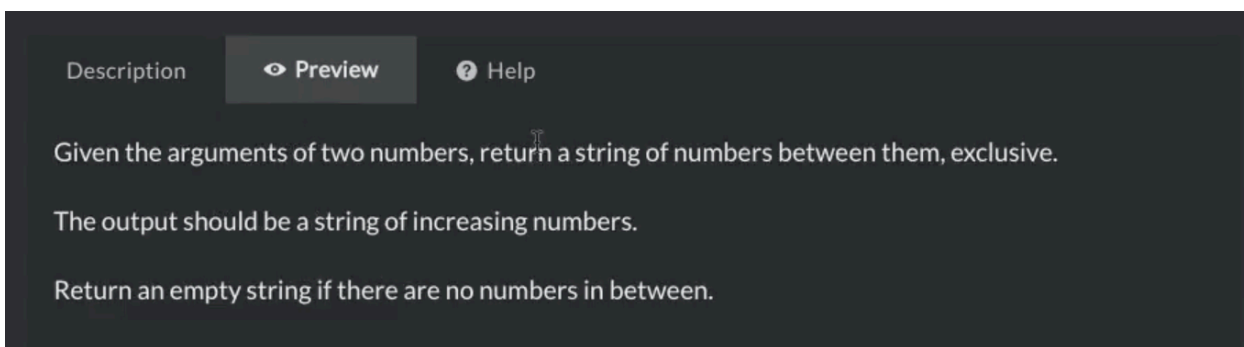 Description Preview Help
Given the arguments of two numbers, return a string of numbers between them, exclusive.
The output should be a string of increasing numbers.
Return an empty string if there are no numbers in between.